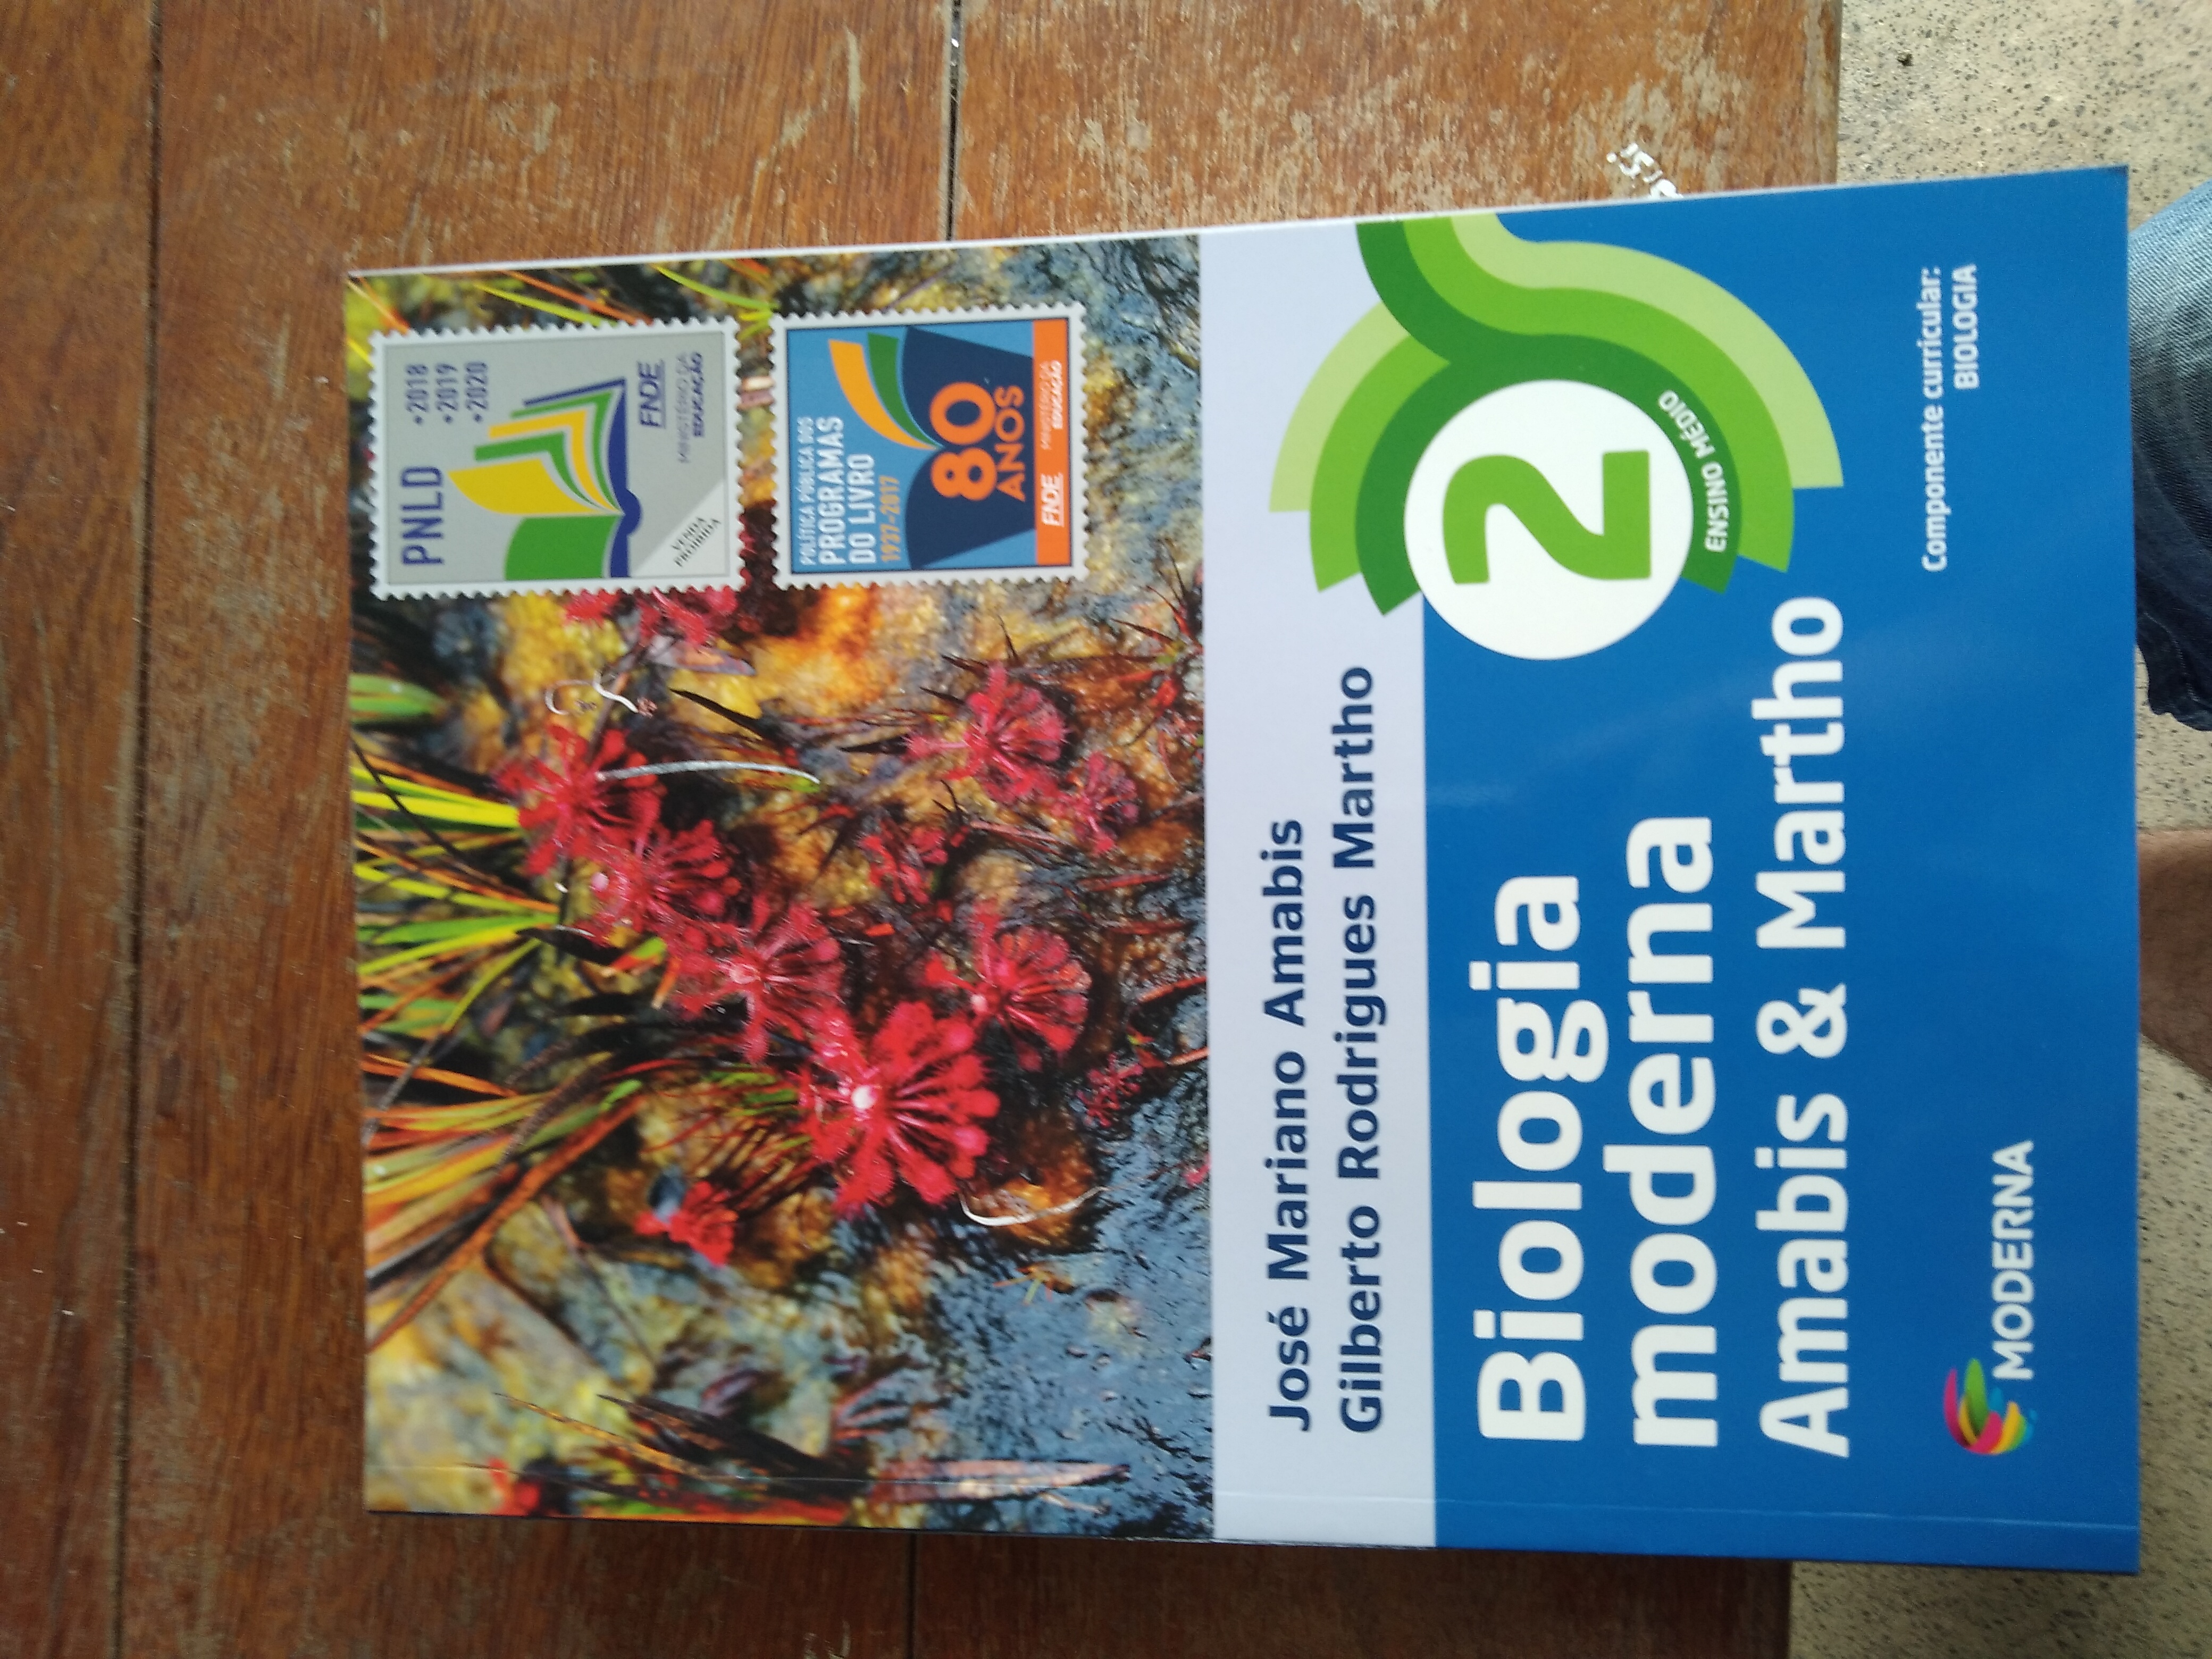 PNLD
•2018
•2019
•2020
FNDE
MINISTÉRIO DA
EDUCAÇÃO
VENDA
PROIBIDA
POLÍTICA PÚBLICA DOS
PROGRAMAS
DO LIVRO
1937-2017
80
ANOS
FNDE
MINISTÉRIO DA
EDUCAÇÃO
José Mariano Amabis
Gilberto Rodrigues Martho
2
ENSINO MÉDIO
Biologia
moderna
Amabis & Martho
Componente curricular:
BIOLOGIA
MODERNA